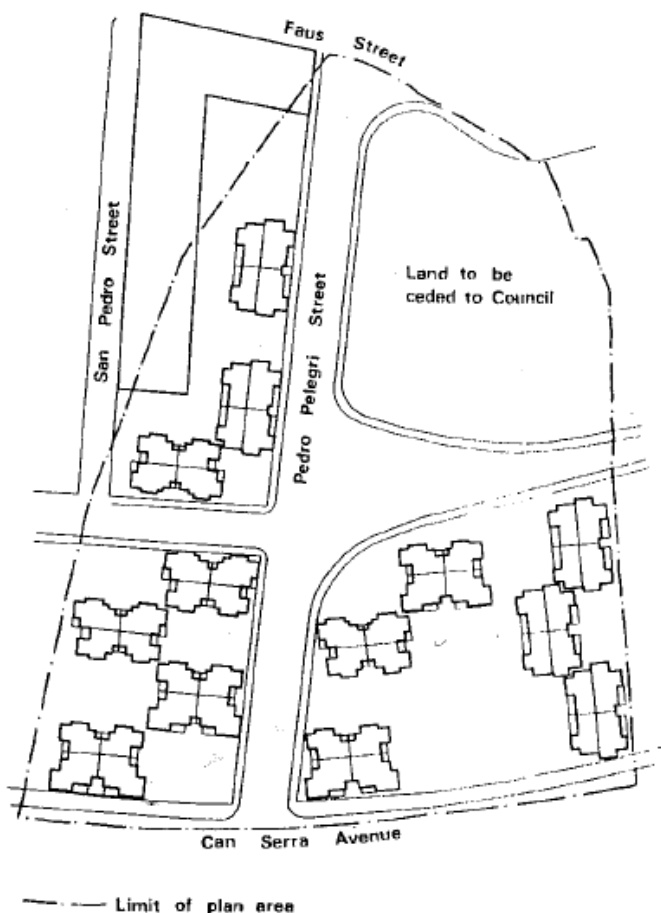 Faus Street
San Pedro Street
Pedro Pelegri Street
Land to be
ceded to Council
Can Serra Avenue
Limit of plan area